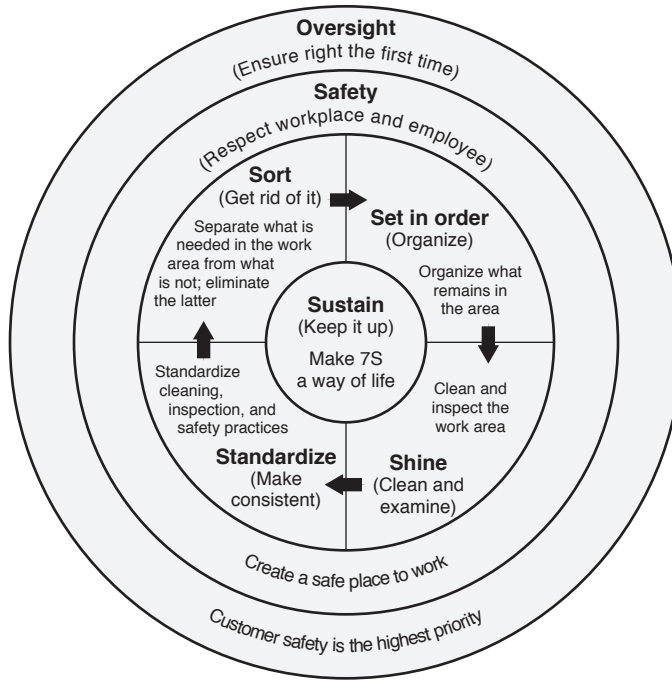 Oversight
(Ensure right the first time)
Safety
(Respect workplace and employee)
Sort
(Get rid of it)
Separate what is
needed in the work
area from what
is not; eliminate
the latter
Set in order
(Organize)
Organize what
remains in
the area
Sustain
(Keep it up)
Make 7S
a way of life
Standardize
cleaning,
inspection, and
safety practices
Standardize
(Make
consistent)
Clean and
inspect the
work area
Shine
(Clean and
examine)
Create a safe place to work
Customer safety is the highest priority